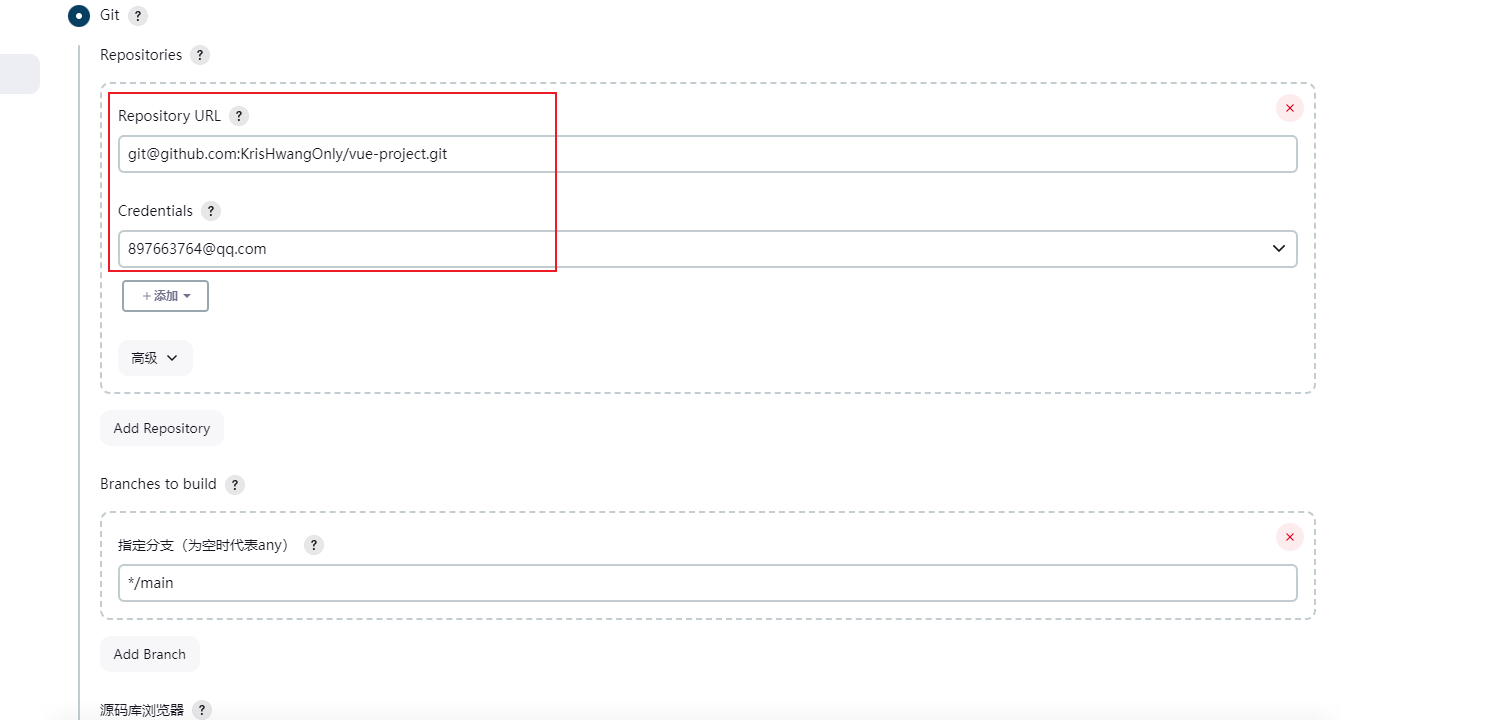 Git ?
Repositories ?
Repository URL ?
git@github.com:KrisHwangOnly/vue-project.git
Credentials ?
897663764@qq.com
+ 添加
高级
Add Repository
Branches to build ?
指定分支（为空时代表any） ?
*/main
Add Branch
源码库浏览器 ?